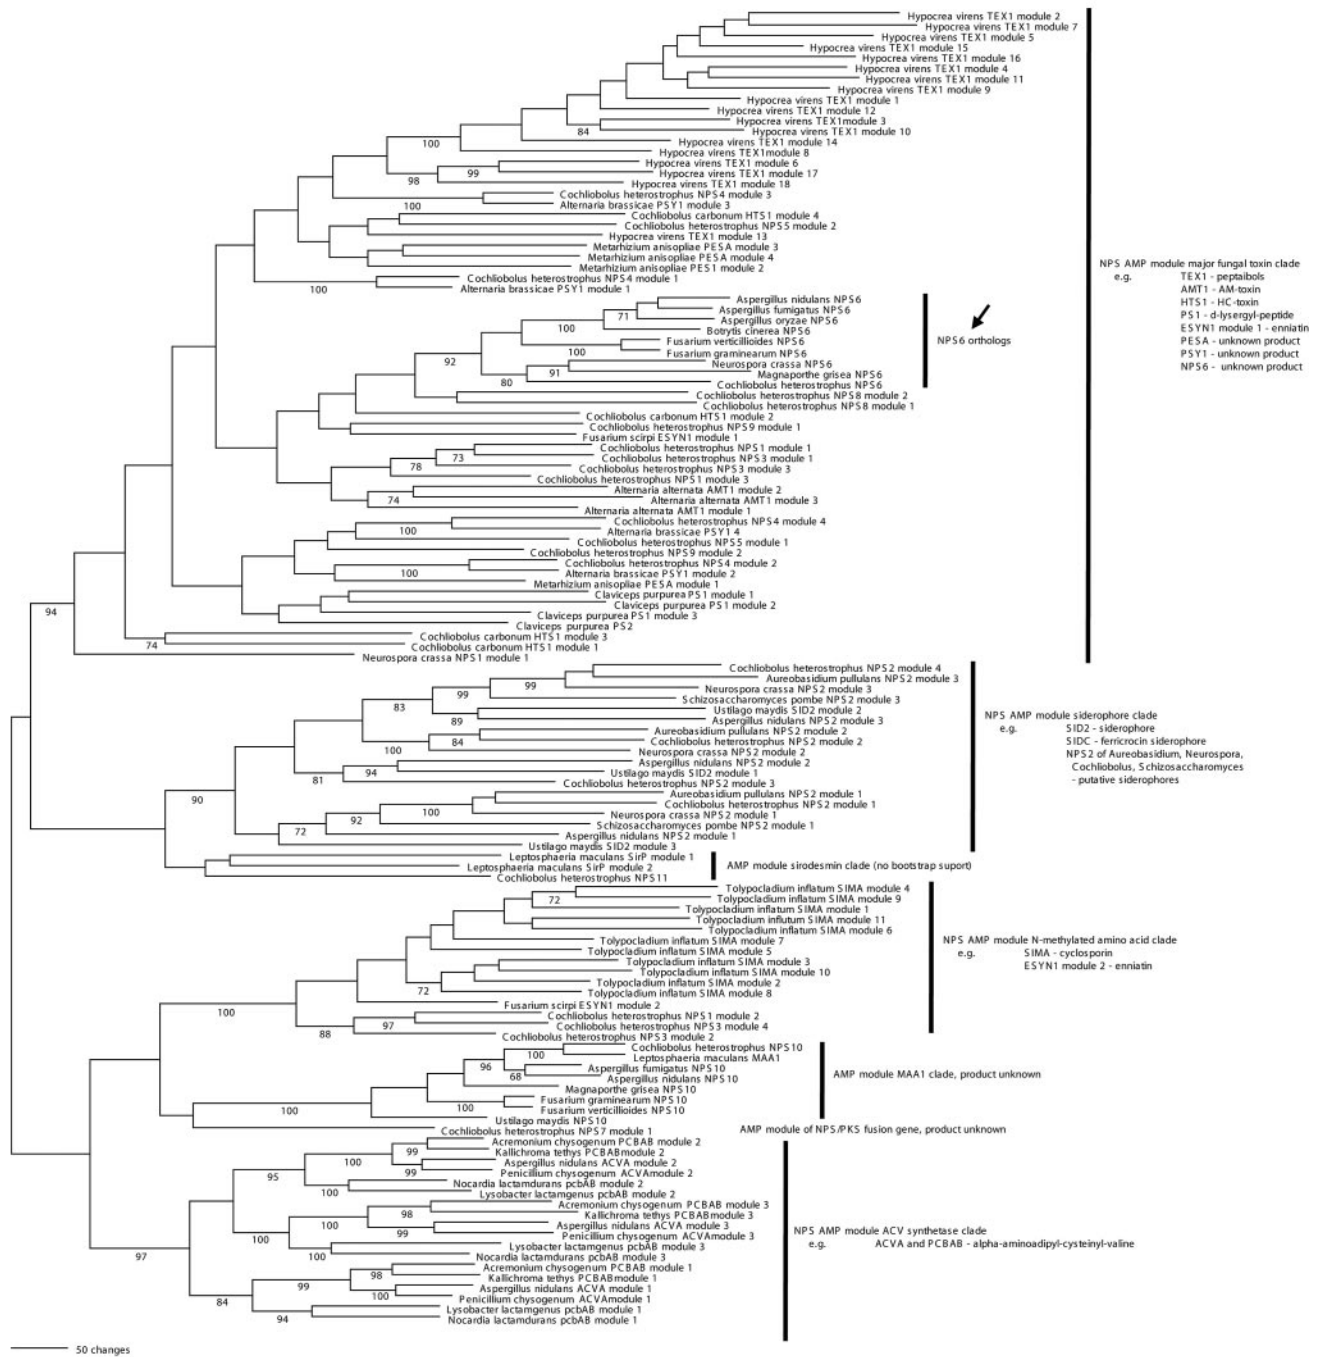 Hypocrea virens TEX1 module 2
Hypocrea virens TEX1 module 7
Hypocrea virens TEX1 module 5
Hypocrea virens TEX1 module 15
Hypocrea virens TEX1 module 16
Hypocrea virens TEX1 module 4
Hypocrea virens TEX1 module 11
Hypocrea virens TEX1 module 9
Hypocrea virens TEX1 module 1
Hypocrea virens TEX1 module 12
Hypocrea virens TEX1module 3
84
Hypocrea virens TEX1 module 10
100
Hypocrea virens TEX1 module 14
Hypocrea virens TEX1module 8
Hypocrea virens TEX1 module 6
99
Hypocrea virens TEX1 module 17
98
Hypocrea virens TEX1 module 18
Cochliobolus heterostrophus NPS4 module 3
100
Alternaria brassicae PSY1 module 3
Cochliobolus carbonum HTS1 module 4
Cochliobolus heterostrophus NPS5 module 2
Hypocrea virens TEX1 module 13
Metarhizium anisopliae PESA module 3
Metarhizium anisopliae PESA module 4
Metarhizium anisopliae PES1 module 2
Cochliobolus heterostrophus NPS4 module 1
100
Alternaria brassicae PSY1 module 1
NPS AMP module major fungal toxin clade
e.g.
TEX1 - peptaibols
AMT1 - AM-toxin
HTS1 - HC-toxin
PS1 - d-lysergyl-peptide
ESYN1 module 1 - enniatin
PESA - unknown product
PSY1 - unknown product
NPS6 - unknown product
Aspergillus nidulans NPS6
Aspergillus fumigatus NPS6
71
Aspergillus oryzae NPS6
100
Botrytis cinerea NPS6
Fusarium verticillioides NPS6
100
Fusarium graminearum NPS6
92
Neurospora crassa NPS6
91
Magnaporthe grisea NPS6
80
Cochliobolus heterostrophus NPS6
NPS6 orthologs
Cochliobolus heterostrophus NPS8 module 2
Cochliobolus heterostrophus NPS8 module 1
Cochliobolus carbonum HTS1 module 2
Cochliobolus heterostrophus NPS9 module 1
Fusarium scirpi ESYN1 module 1
Cochliobolus heterostrophus NPS1 module 1
73
Cochliobolus heterostrophus NPS3 module 1
78
Cochliobolus heterostrophus NPS3 module 3
Cochliobolus heterostrophus NPS1 module 3
Alternaria alternata AMT1 module 2
74
Alternaria alternata AMT1 module 3
Alternaria alternata AMT1 module 1
Cochliobolus heterostrophus NPS4 module 4
100
Alternaria brassicae PSY1 4
Cochliobolus heterostrophus NPS5 module 1
Cochliobolus heterostrophus NPS9 module 2
Cochliobolus heterostrophus NPS4 module 2
100
Alternaria brassicae PSY1 module 2
Metarhizium anisopliae PESA module 1
Claviceps purpurea PS1 module 1
Claviceps purpurea PS1 module 2
94
Claviceps purpurea PS1 module 3
Claviceps purpurea PS2
Cochliobolus carbonum HTS1 module 3
74
Cochliobolus carbonum HTS1 module 1
Neurospora crassa NPS1 module 1
Cochliobolus heterostrophus NPS2 module 4
99
Aureobasidium pullulans NPS2 module 3
99
Neurospora crassa NPS2 module 3
83
Schizosaccharomyces pombe NPS2 module 3
Ustilago maydis SID2 module 2
89
Aspergillus nidulans NPS2 module 3
Aureobasidium pullulans NPS2 module 2
84
Cochliobolus heterostrophus NPS2 module 2
100
Neurospora crassa NPS2 module 2
Aspergillus nidulans NPS2 module 2
94
Ustilago maydis SID2 module 1
81
Cochliobolus heterostrophus NPS2 module 3
90
Aureobasidium pullulans NPS2 module 1
Cochliobolus heterostrophus NPS2 module 1
100
Neurospora crassa NPS2 module 1
92
Schizosaccharomyces pombe NPS2 module 1
72
Aspergillus nidulans NPS2 module 1
Ustilago maydis SID2 module 3
NPS AMP module siderophore clade
e.g.
SID2 - siderophore
SIDC - ferricrocin siderophore
NPS2 of Aureobasidium, Neurospora,
Cochliobolus, Schizosaccharomyces
- putative siderophores
Leptosphaeria maculans SirP module 1
Leptosphaeria maculans SirP module 2
Cochliobolus heterostrophus NPS11
AMP module sirodesmin clade (no bootstrap suport)
Tolypocladium inflatum SIMA module 4
72
Tolypocladium inflatum SIMA module 9
Tolypocladium inflatum SIMA module 1
Tolypocladium influtum SIMA module 11
Tolypocladium inflatum SIMA module 6
Tolypocladium inflatum SIMA module 7
Tolypocladium inflatum SIMA module 5
Tolypocladium inflatum SIMA module 3
Tolypocladium inflatum SIMA module 10
Tolypocladium inflatum SIMA module 2
72
Tolypocladium inflatum SIMA module 8
Fusarium scirpi ESYN1 module 2
100
Cochliobolus heterostrophus NPS1 module 2
97
Cochliobolus heterostrophus NPS3 module 4
88
Cochliobolus heterostrophus NPS3 module 2
NPS AMP module N-methylated amino acid clade
e.g.
SIMA - cyclosporin
ESYN1 module 2 - enniatin
Cochliobolus heterostrophus NPS10
100
Leptosphaeria maculans MAA1
96
Aspergillus fumigatus NPS10
68
Aspergillus nidulans NPS10
Magnaporthe grisea NPS10
Fusarium graminearum NPS10
100
100
Fusarium verticillioides NPS10
Ustilago maydis NPS10
AMP module MAA1 clade, product unknown
Cochliobolus heterostrophus NPS7 module 1
AMP module of NPS/PKS fusion gene, product unknown
Acremonium chysogenum PCBAB module 2
99
Kallichroma tethys PCBABmodule 2
100
Aspergillus nidulans ACVA module 2
99
Penicillium chysogenum ACVAmodule 2
95
Nocardia lactamdurans pcbAB module 2
100
Lysobacter lactamgenus pcbAB module 2
Acremonium chysogenum PCBAB module 3
98
Kallichroma tethys PCBABmodule 3
100
Aspergillus nidulans ACVA module 3
99
Penicillium chysogenum ACVAmodule 3
100
Lysobacter lactamgenus pcbAB module 3
100
Nocardia lactamdurans pcbAB module 3
97
Acremonium chysogenum PCBAB module 1
98
Kallichroma tethys PCBABmodule 1
99
Aspergillus nidulans ACVA module 1
100
Penicillium chysogenum ACVAmodule 1
84
Lysobacter lactamgenus pcbAB module 1
94
Nocardia lactamdurans pcbAB module 1
NPS AMP module ACV synthetase clade
e.g.
ACVA and PCBAB - alpha-aminoadipyl-cysteinyl-valine
50 changes